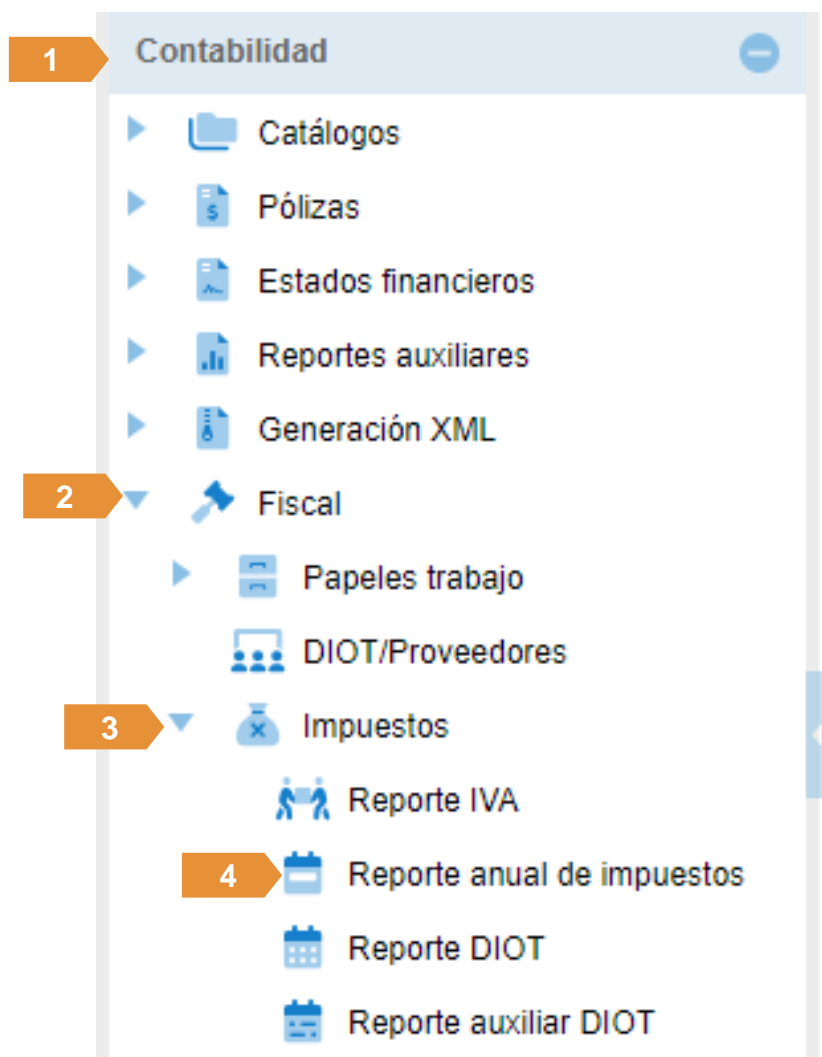 1 Contabilidad
Catálogos
$ Pólizas
Estados financieros
Reportes auxiliares
Generación XML
2 Fiscal
Papeles trabajo
DIOT/Proveedores
3 Impuestos
Reporte IVA
4 Reporte anual de impuestos
Reporte DIOT
Reporte auxiliar DIOT